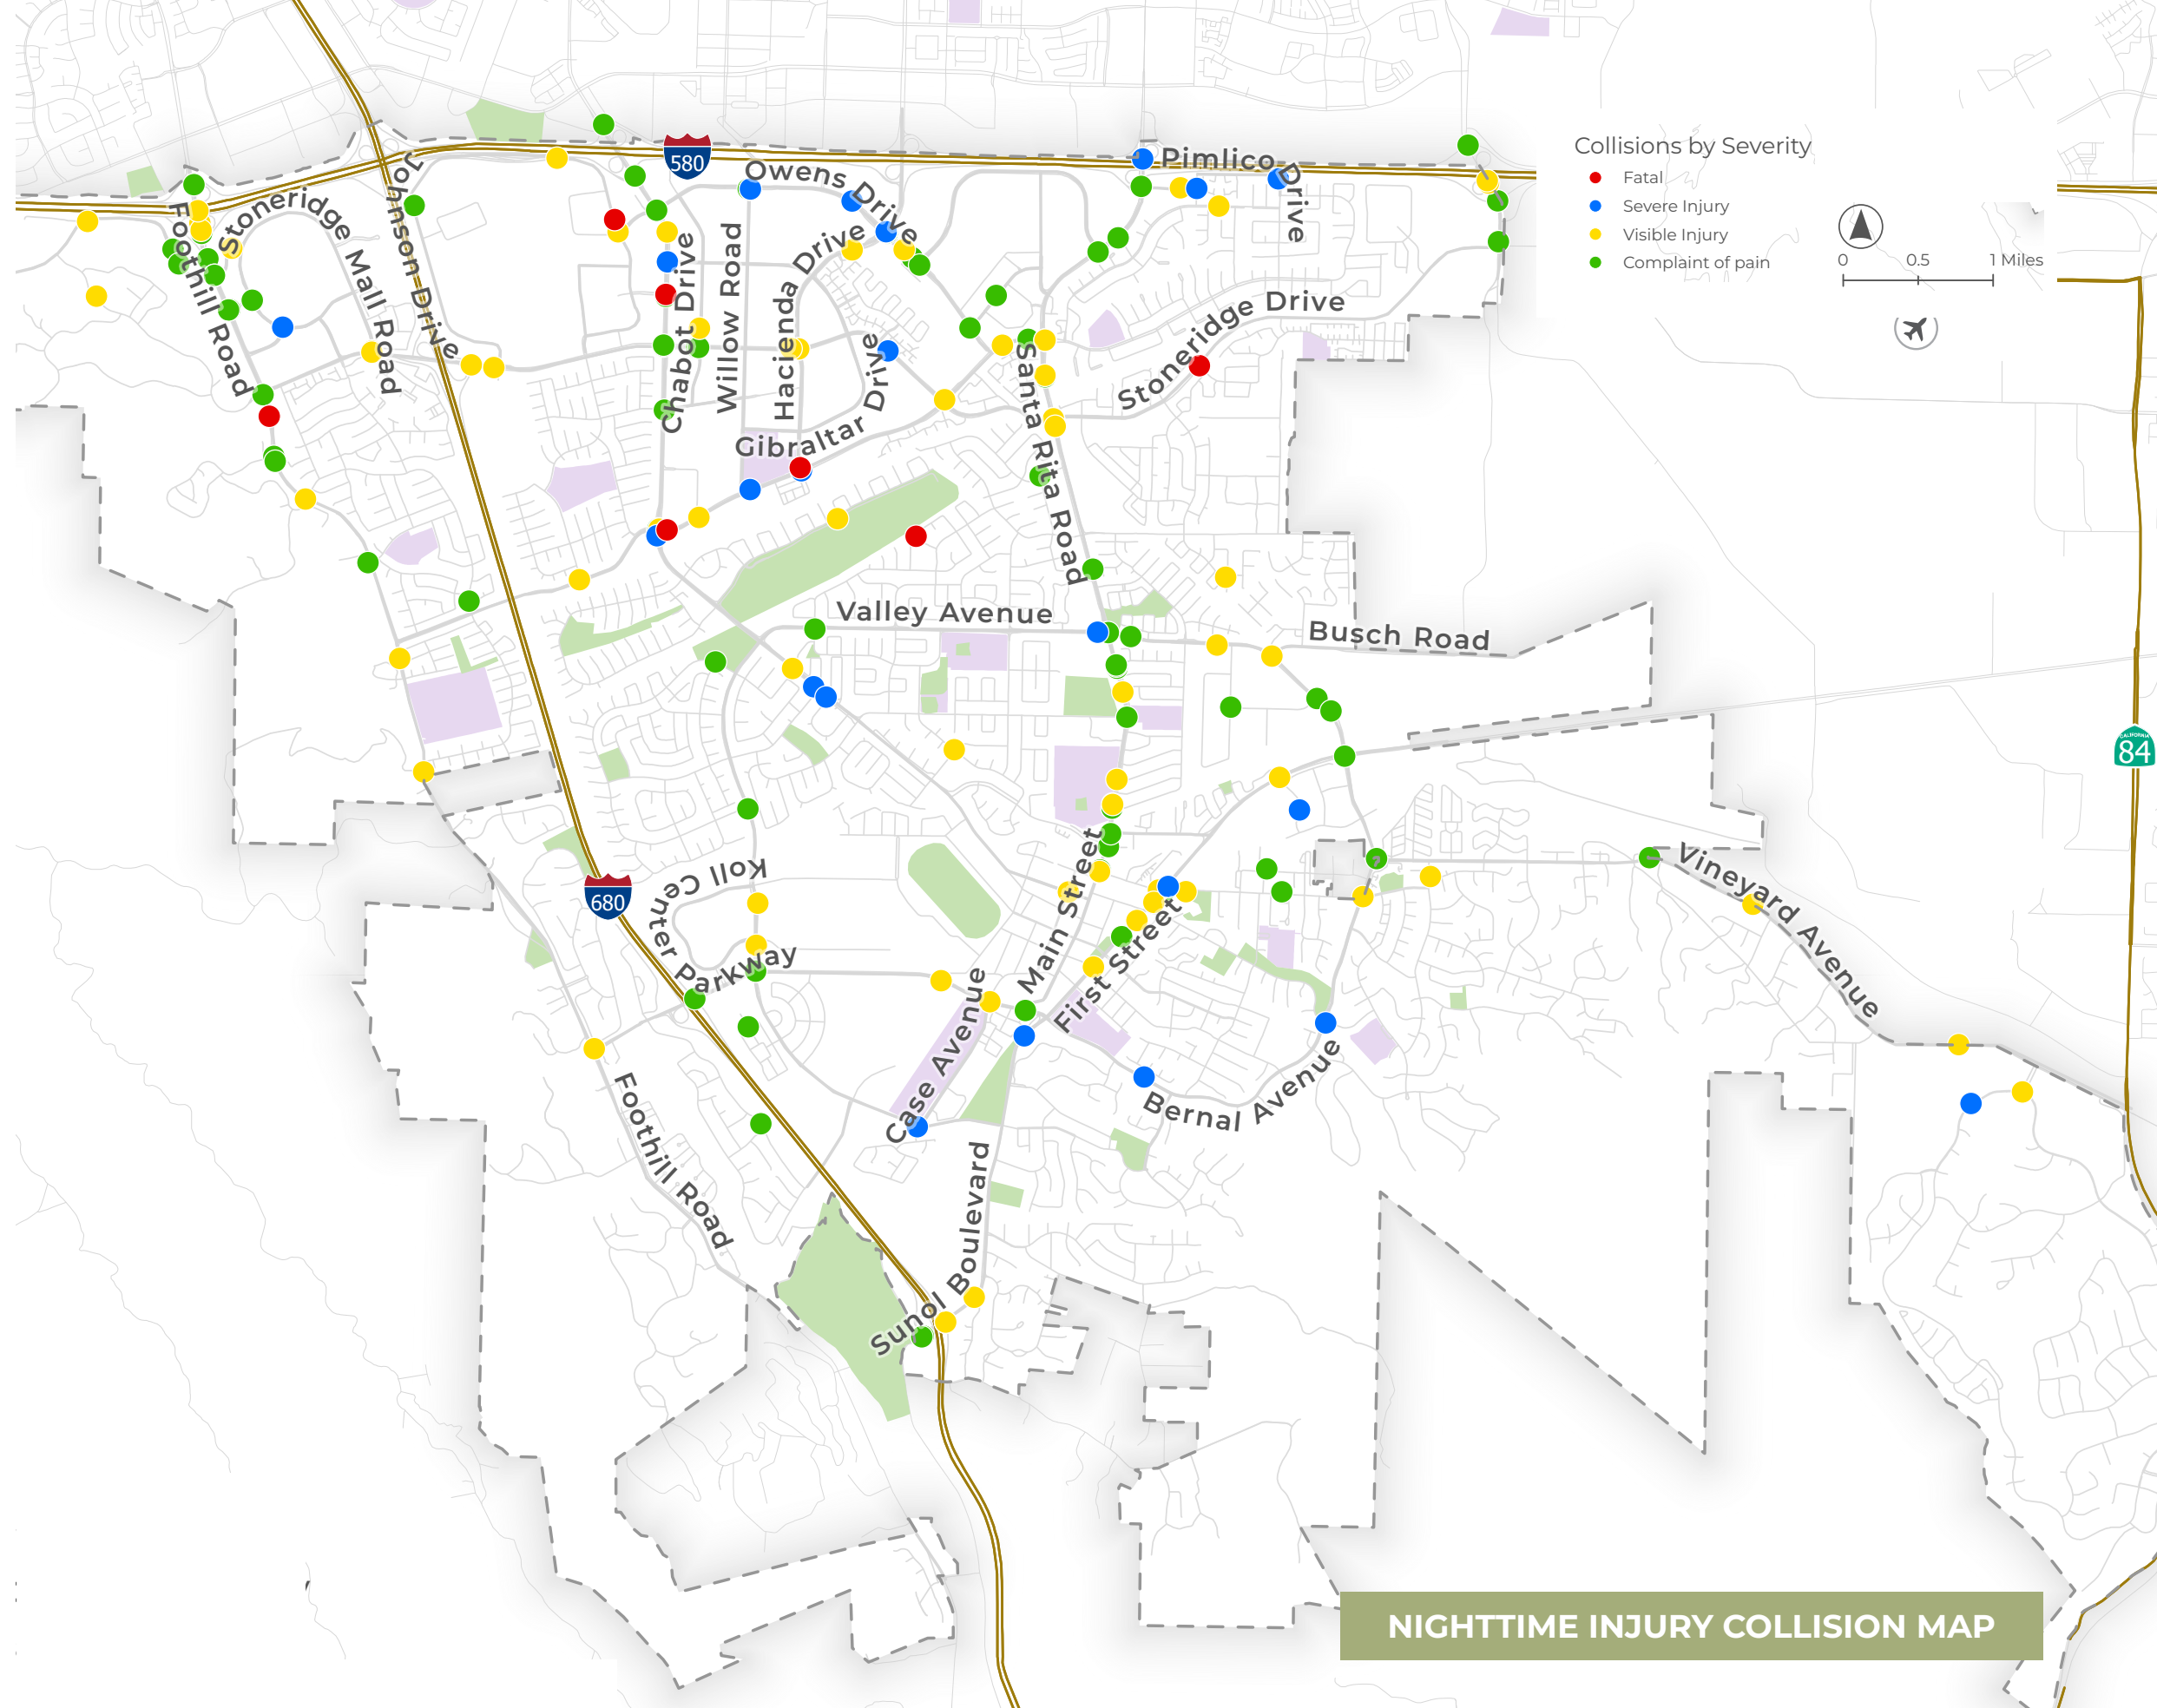 Collisions by Severity
Fatal
Severe Injury
Visible Injury
Complaint of pain
0 0.5 1 Miles
580
Pimlico Drive
Owens Drive
Johnson Drive
Stoneridge Mall Road
Foothill Road
Chabot Drive
Willow Road
Hacienda Drive
Gibraltar Drive
Stoneridge Drive
Santa Rita Road
Valley Avenue
Busch Road
CALIFORNIA
84
Main Street
Koll Center Parkway
680
Vineyard Avenue
First Street
Case Avenue
Bernal Avenue
Foothill Road
Sunol Boulevard
NIGHTTIME INJURY COLLISION MAP